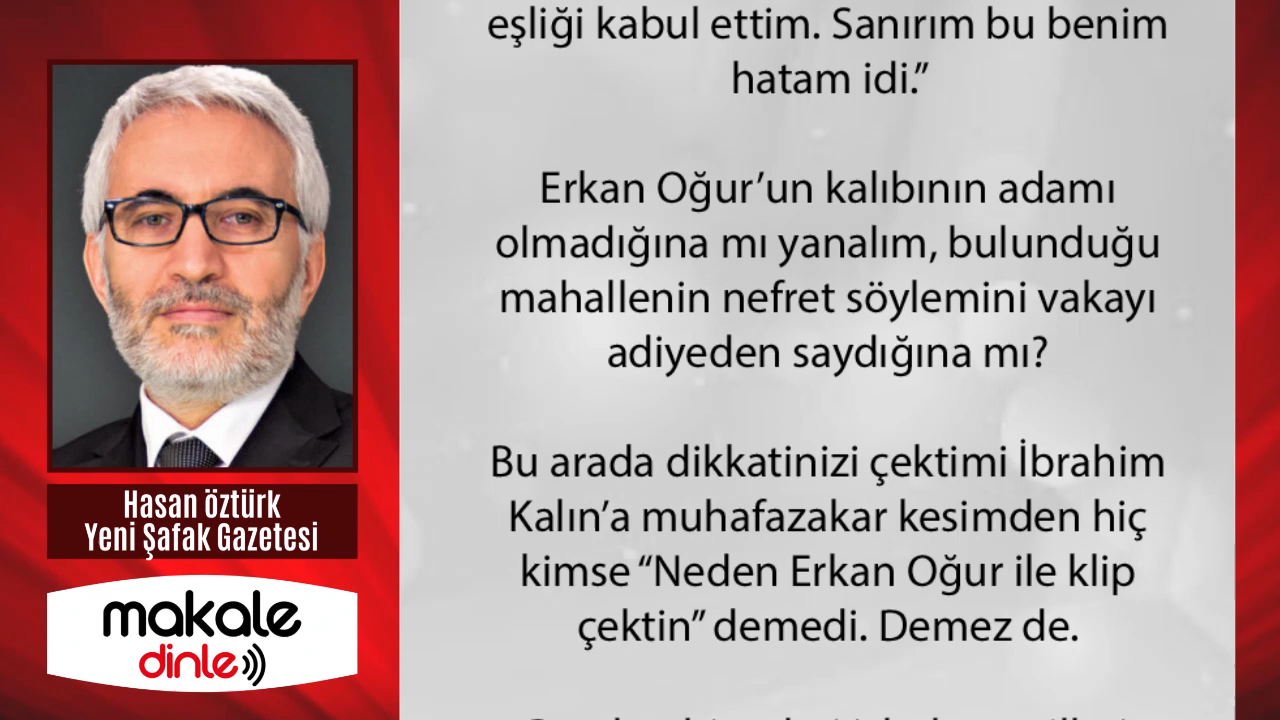 eşliği kabul ettim. Sanırım bu benim
hatam idi.”
Erkan Oğur’un kalıbının adamı
olmadığına mı yanalım, bulunduğu
mahallenin nefret söylemini vakayı
adiyeden saydığına mı?
Bu arada dikkatinizi çektimi İbrahim
Kalın’a muhafazakar kesimden hiç
kimse “Neden Erkan Oğur ile klip
çektin” demedi. Demez de.
Hasan Öztürk
Yeni Şafak Gazetesi
makale
dinle